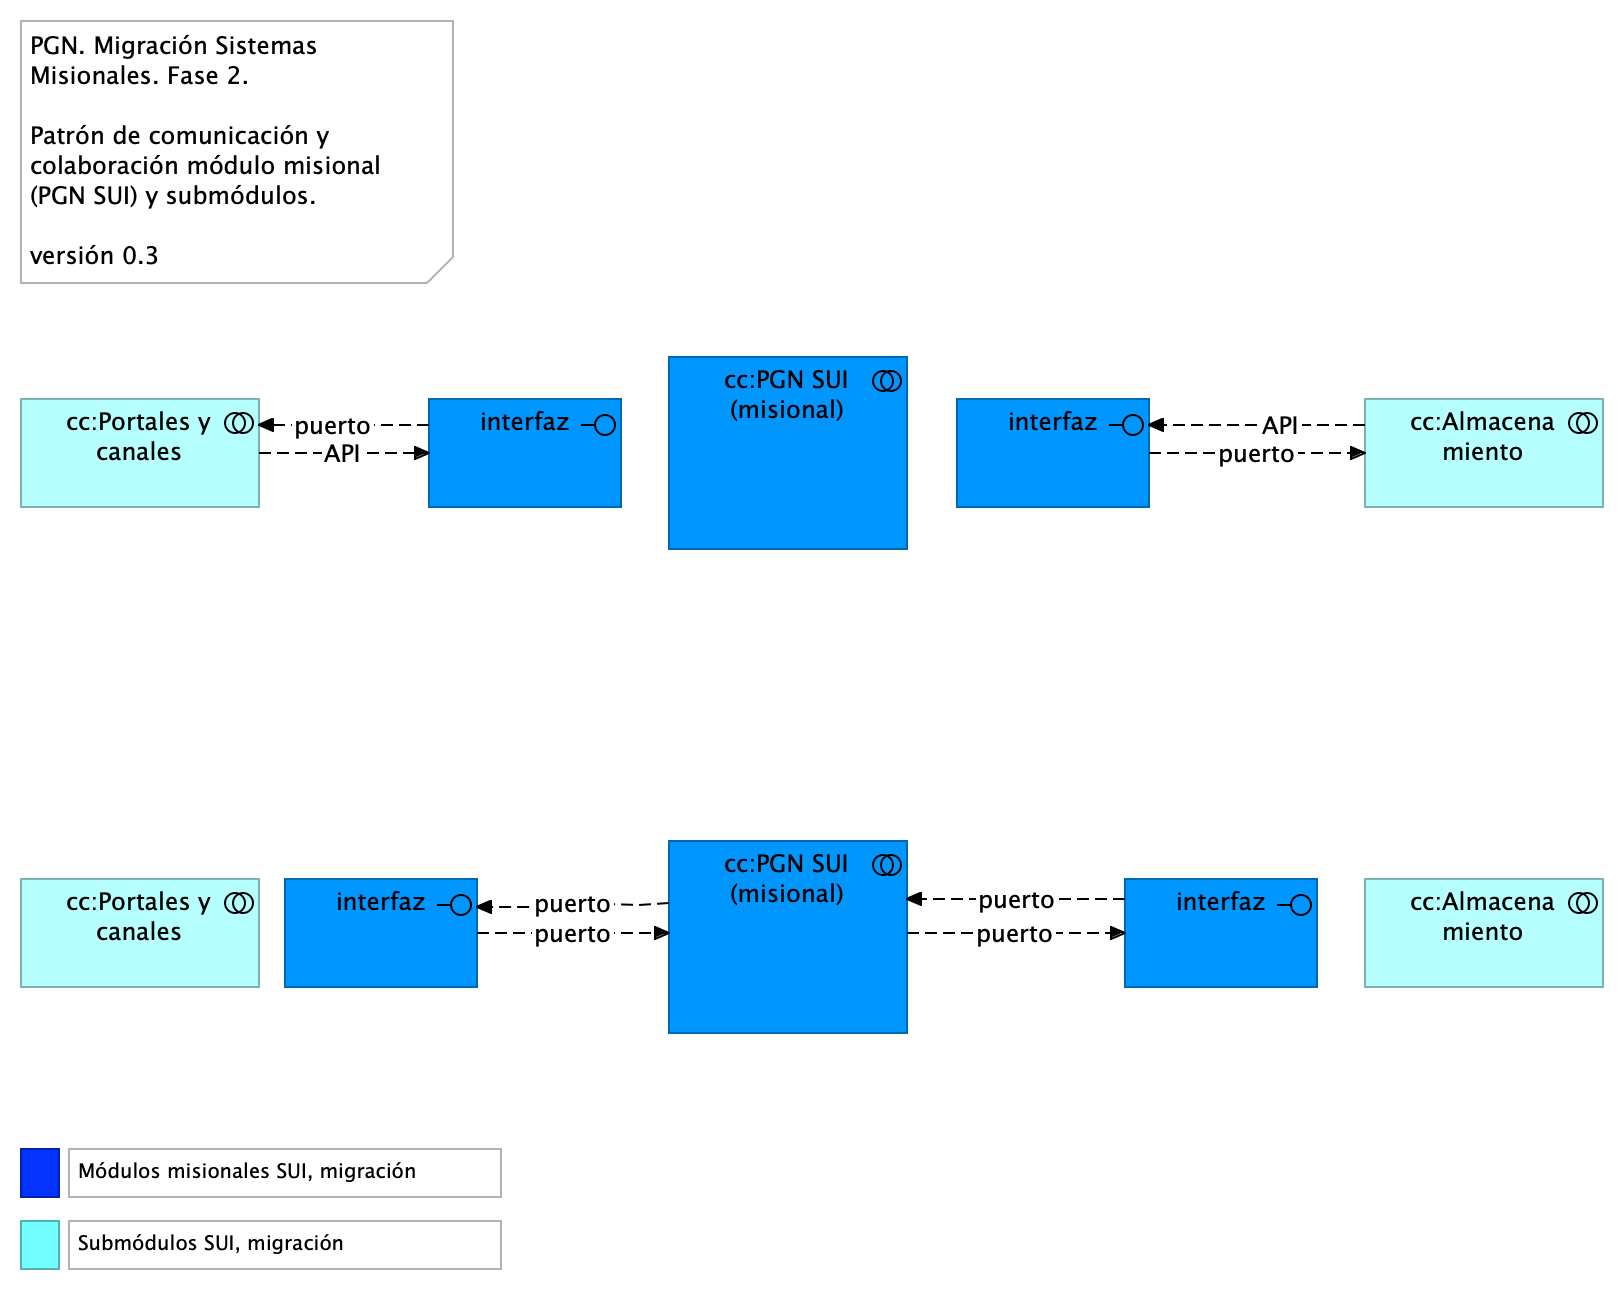 PGN. Migración Sistemas
Misionales. Fase 2.
Patrón de comunicación y
colaboración módulo misional
(PGN SUI) y submódulos.
versión 0.3
cc:Portales y
canales
puerto
API
interfaz
cc:PGN SUI
(misional)
interfaz
API
puerto
cc:Almacena
miento
cc:Portales y
canales
interfaz
puerto
puerto
cc:PGN SUI
(misional)
puerto
puerto
interfaz
cc:Almacena
miento
Módulos misionales SUI, migración
Submódulos SUI, migración